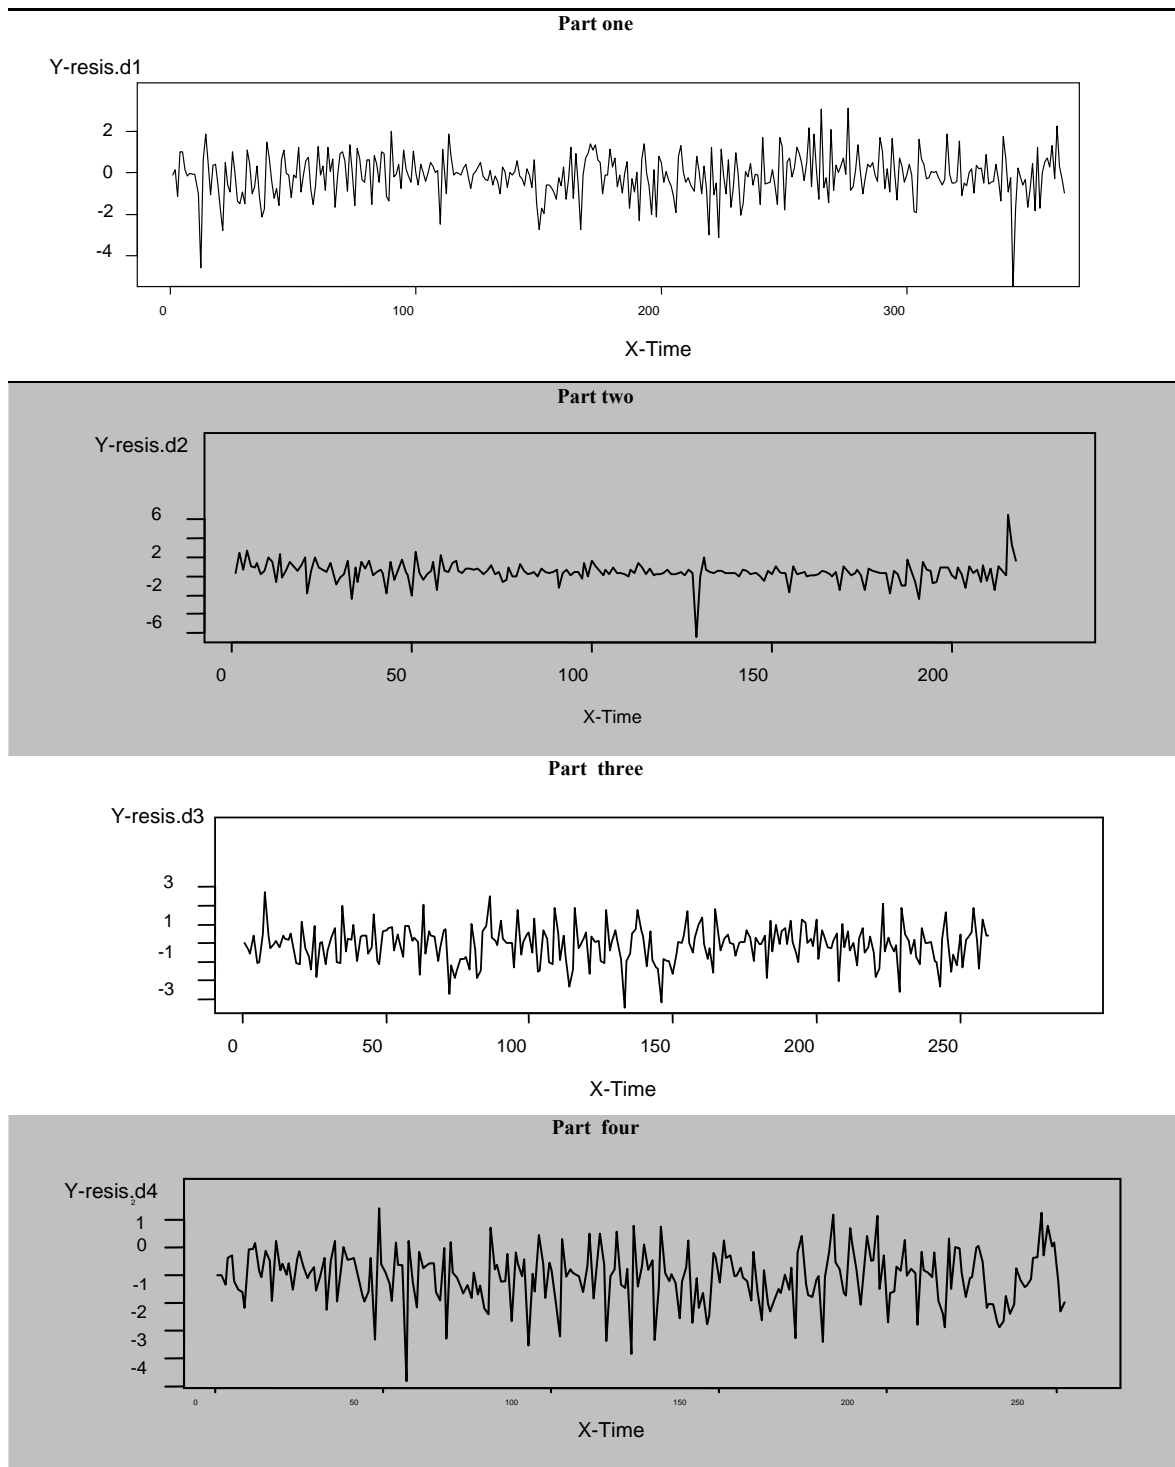 Part one
Y-resis.d1
2
0
-2
-4
0 100 200 300
X-Time
Part two
Y-resis.d2
6
2
-2
-6
0 50 100 150 200
X-Time
Part three
Y-resis.d3
3
1
-1
-3
0 50 100 150 200 250
X-Time
Part four
Y-resis.d4
2
1
0
-1
-2
-3
-4
0 50 100 150 200 250
X-Time